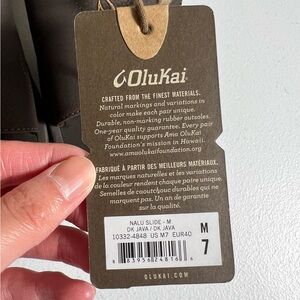 OluKai
CRAFTED FROM THE FINEST MATERIALS.
Natural markings and variations in
color make each pair unique.
Durable, non-marking rubber outsoles.
One-year quality guarantee. Every pair
of OluKai supports Ama OluKai
Foundation's mission in Hawaii.
www.amaolukaifoundation.org
FABRIQUÉ À PARTIR DES MEILLEURS MATÉRIAUX.
Les marques naturelles et les variations
de la couleur rendent chaque paire unique.
Semelles de caoutchouc durables qui ne
marquent pas. Un an de garantie
sur la qualité.
NALU SLIDE - M
DK JAVA / DK JAVA
10332-4848 US M7 EUR40
M
7
8 83956 24816 6
OLUKAI.COM